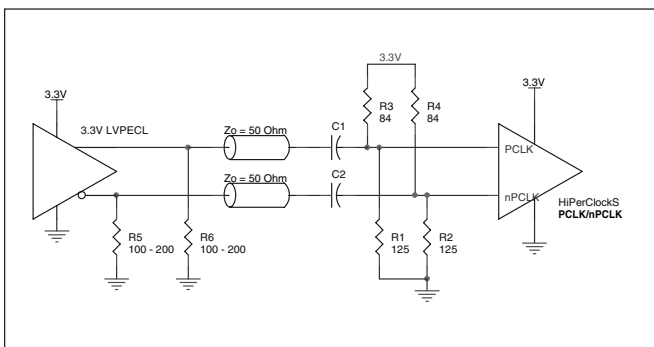 3.3V
3.3V LVPECL
Zo = 50 Ohm
Zo = 50 Ohm
C1
C2
R5
100 - 200
R6
100 - 200
3.3V
R3
84
R4
84
R1
125
R2
125
3.3V
PCLK
nPCLK
HiPerClockS
PCLK/nPCLK